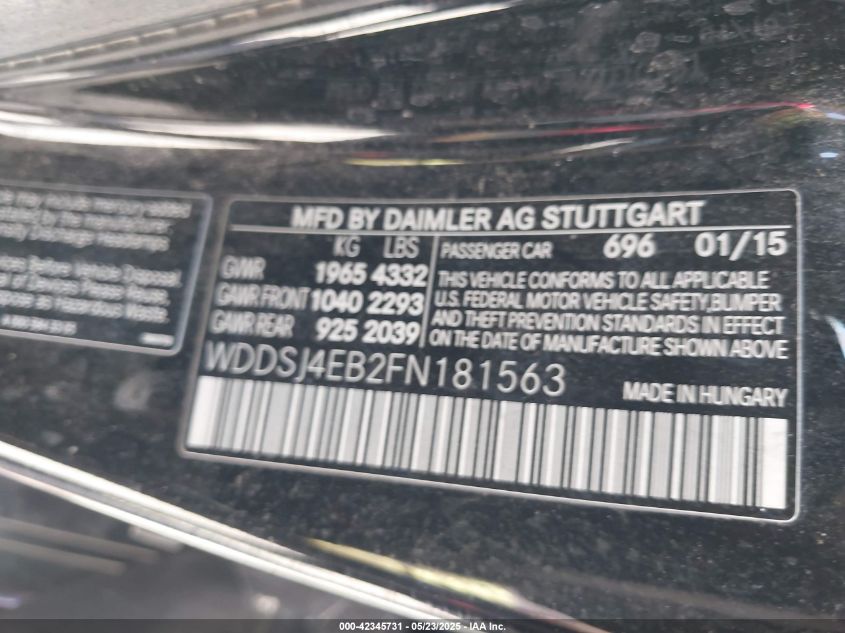 MFD BY DAIMLER AG STUTTGART
KG LBS
GWR 1965 4332
GAWR FRONT 1040 2293
GAWR REAR 925 2039
PASSENGER CAR 696 01/15
THIS VEHICLE CONFORMS TO ALL APPLICABLE
U.S. FEDERAL MOTOR VEHICLE SAFETY, BUMPER
AND THEFT PREVENTION STANDARDS IN EFFECT
ON THE DATE OF MANUFACTURE SHOWN ABOVE
WDDSJ4EB2FN181563
MADE IN HUNGARY
000-42345731 - 05/23/2025 - IAA Inc.